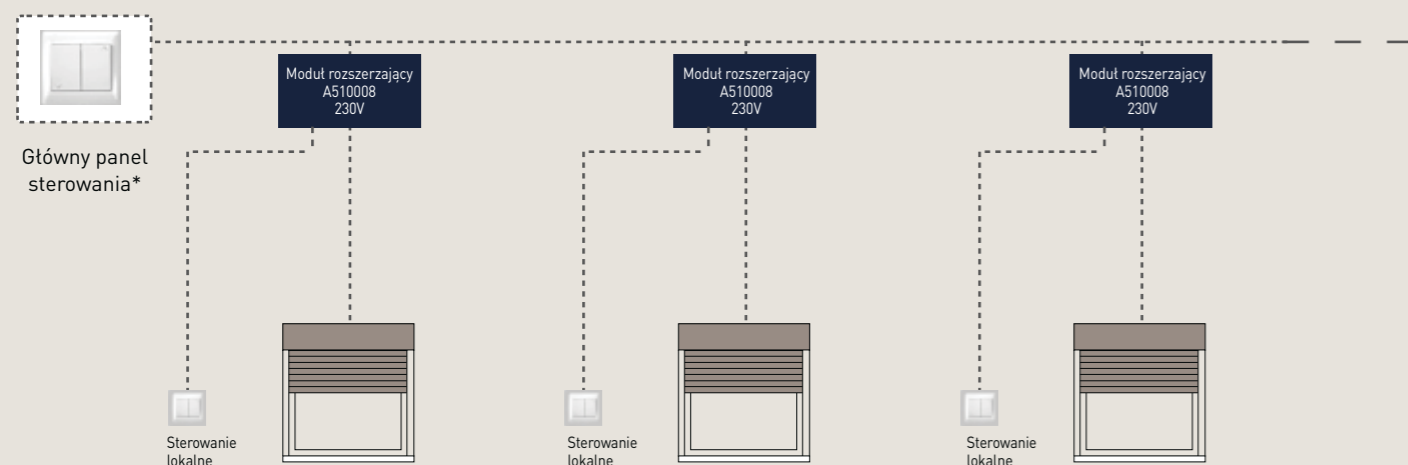 Moduł rozszerzający
A510008
230V
Moduł rozszerzający
A510008
230V
Moduł rozszerzający
A510008
230V
Główny panel
sterowania*
Sterowanie
lokalne
Sterowanie
lokalne
Sterowanie
lokalne